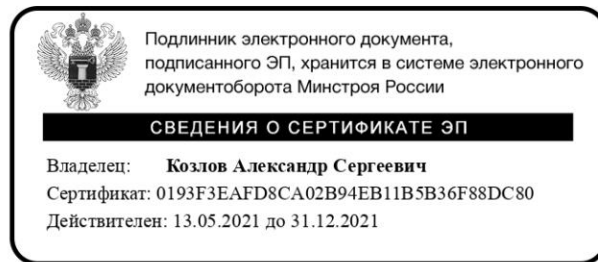 Подлинник электронного документа,
подписанного ЭП, хранится в системе электронного
документоборота Минстроя России
СВЕДЕНИЯ О СЕРТИФИКАТЕ ЭП
Владелец: Козлов Александр Сергеевич
Сертификат: 0193F3EAFD8CA02B94EB11B5B36F88DC80
Действителен: 13.05.2021 до 31.12.2021